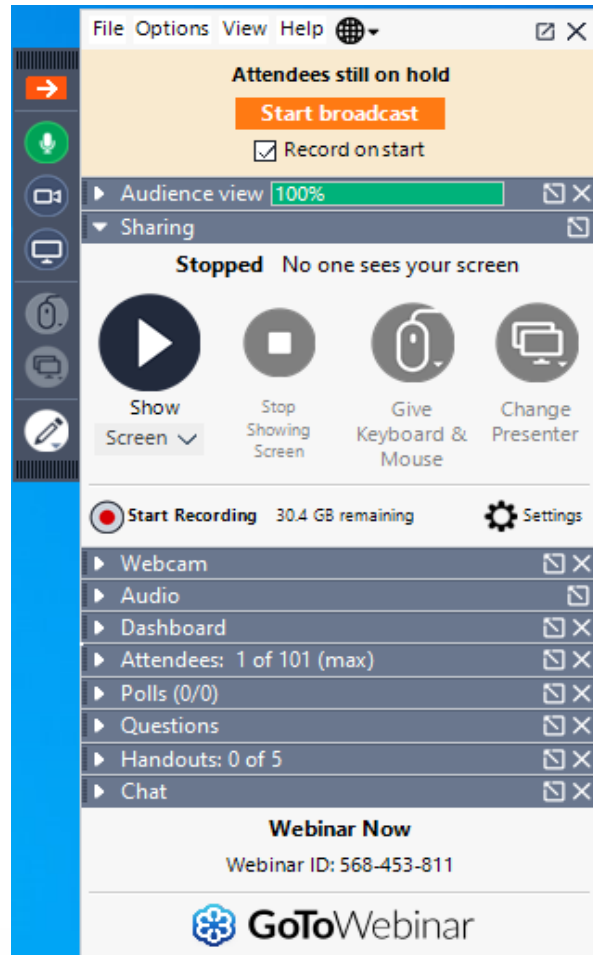 File Options View Help
Attendees still on hold
Start broadcast
Record on start
Audience view 100%
Sharing
Stopped No one sees your screen
Show
Screen
Stop
Showing
Screen
Give
Keyboard &
Mouse
Change
Presenter
Start Recording 30.4 GB remaining Settings
Webcam
Audio
Dashboard
Attendees: 1 of 101 (max)
Polls (0/0)
Questions
Handouts: 0 of 5
Chat
Webinar Now
Webinar ID: 568-453-811
GoToWebinar